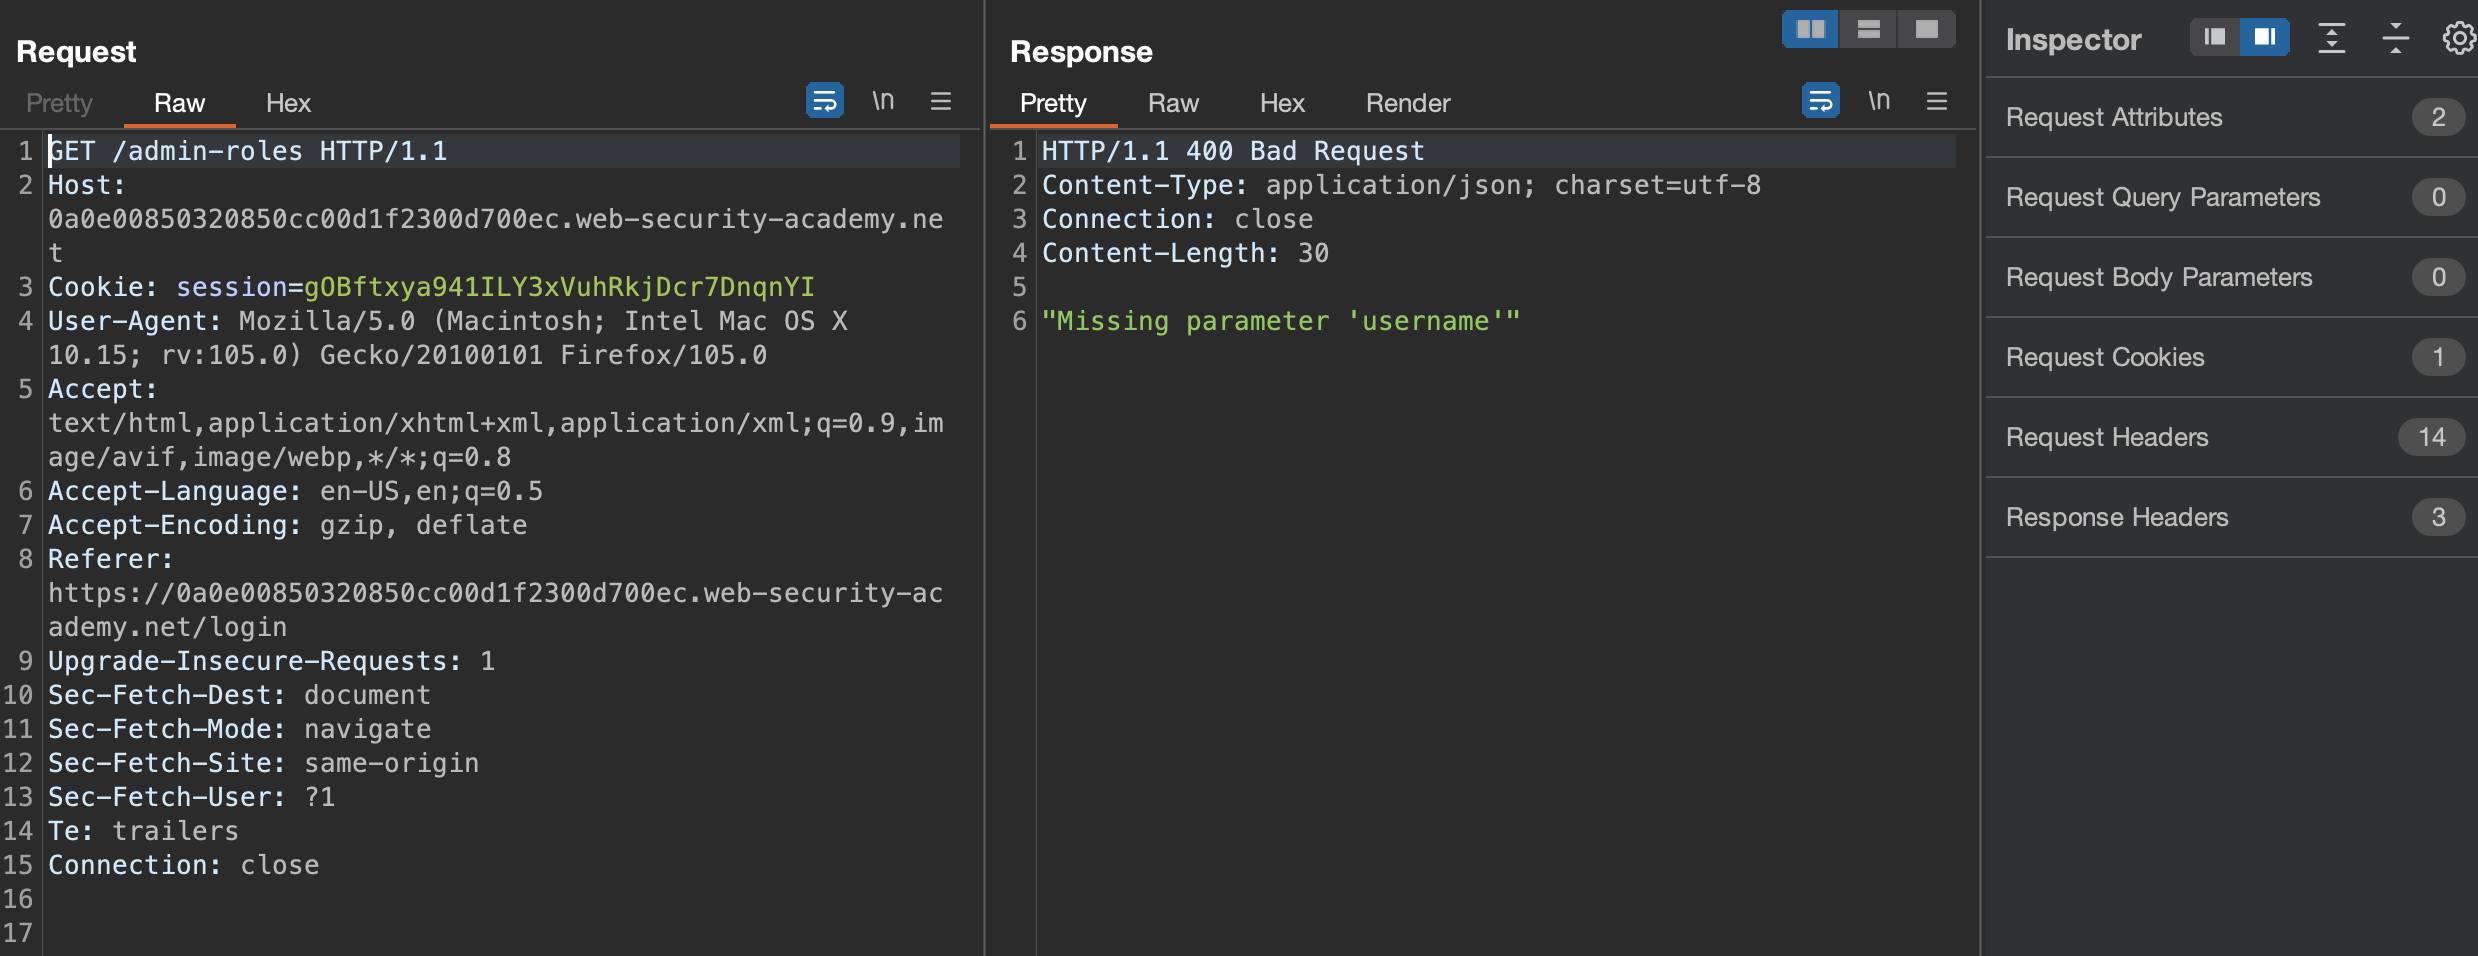 Request
Pretty
Raw
Hex
\n
1 GET /admin-roles HTTP/1.1
2 Host:
0a0e00850320850cc00d1f2300d700ec.web-security-academy.ne
t
3 Cookie: session=gOBftxya941ILY3xVuhRkjDcr7DnqnYI
4 User-Agent: Mozilla/5.0 (Macintosh; Intel Mac OS X
10.15; rv:105.0) Gecko/20100101 Firefox/105.0
5 Accept:
text/html,application/xhtml+xml,application/xml;q=0.9,im
age/avif,image/webp,*/*;q=0.8
6 Accept-Language: en-US,en;q=0.5
7 Accept-Encoding: gzip, deflate
8 Referer:
https://0a0e00850320850cc00d1f2300d700ec.web-security-ac
ademy.net/login
9 Upgrade-Insecure-Requests: 1
10 Sec-Fetch-Dest: document
11 Sec-Fetch-Mode: navigate
12 Sec-Fetch-Site: same-origin
13 Sec-Fetch-User: ?1
14 Te: trailers
15 Connection: close
16
17
Response
Pretty
Raw
Hex
Render
\n
1 HTTP/1.1 400 Bad Request
2 Content-Type: application/json; charset=utf-8
3 Connection: close
4 Content-Length: 30
5
6 "Missing parameter 'username'"
Inspector
Request Attributes 2
Request Query Parameters 0
Request Body Parameters 0
Request Cookies 1
Request Headers 14
Response Headers 3